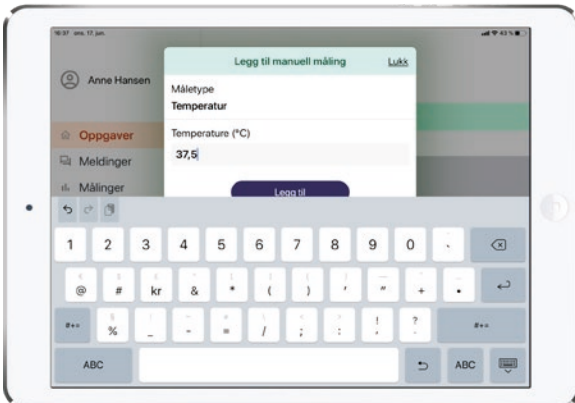 16:37 ons. 17. jun.
43 %
Legg til manuell måling
Lukk
Anne Hansen
Måletype
Temperatur
Oppgaver
Temperature (°C)
Meldinger
37,5
Målinger
Legg til
1 2 3 4 5 6 7 8 9 0
@ # kr & * ( ) ' " + •
#+= % _ - = / ; : ! ? #+=
ABC ABC